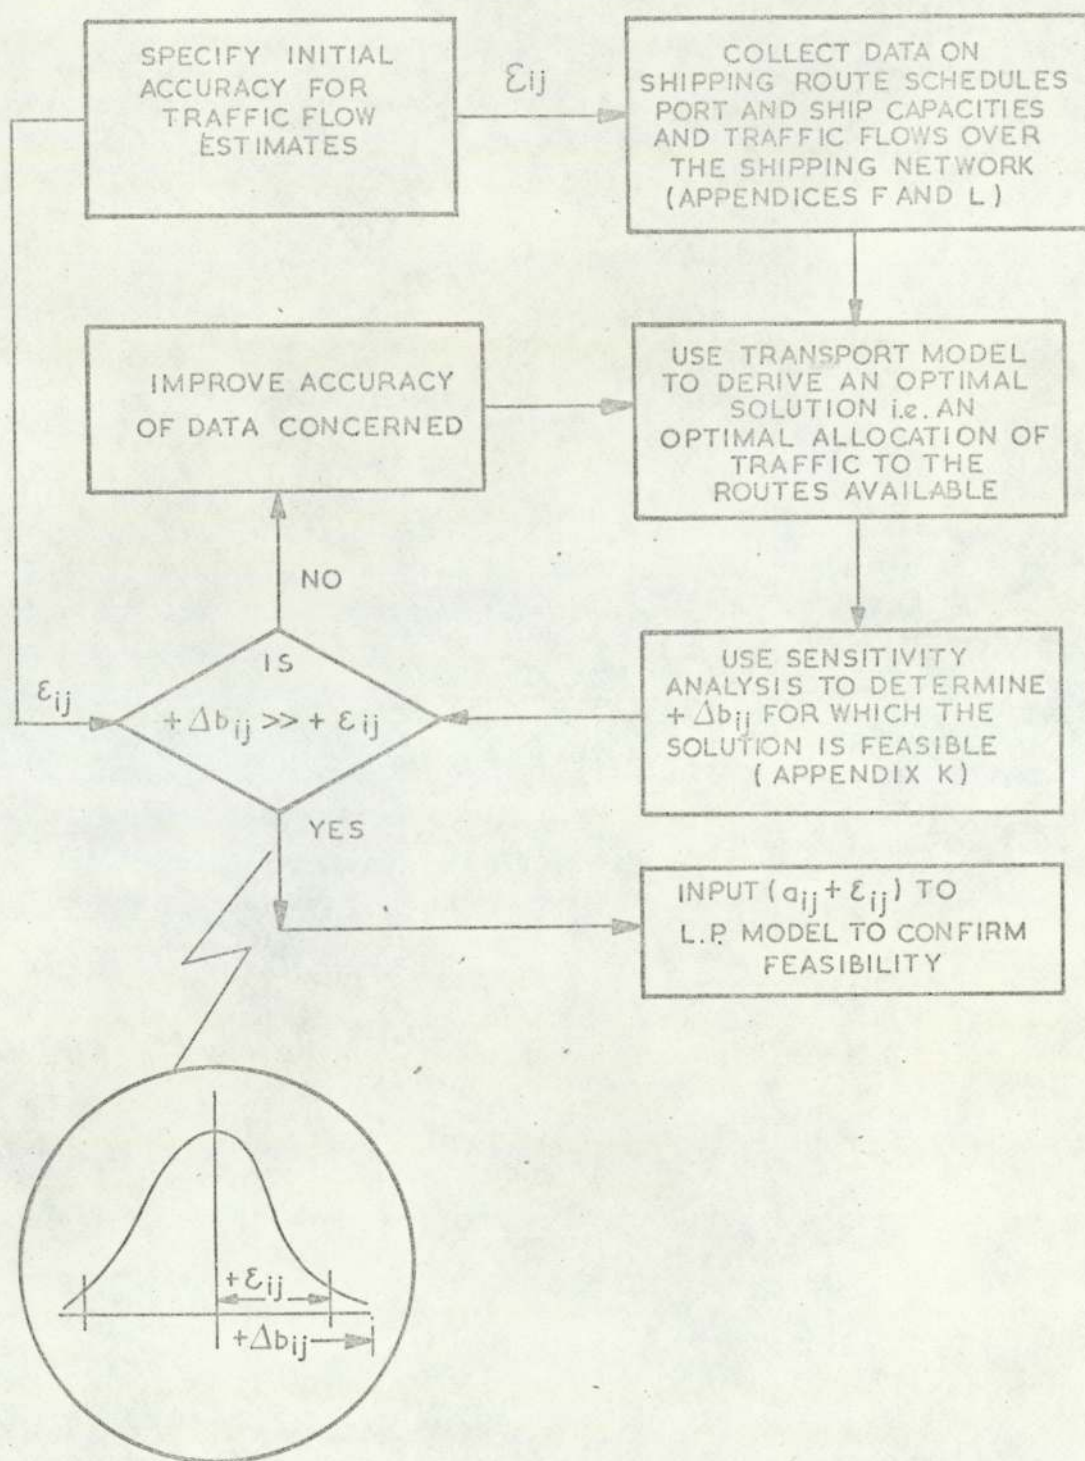 SPECIFY INITIAL
ACCURACY FOR
TRAFFIC FLOW
ESTIMATES
εij
COLLECT DATA ON
SHIPPING ROUTE SCHEDULES
PORT AND SHIP CAPACITIES
AND TRAFFIC FLOWS OVER
THE SHIPPING NETWORK
(APPENDICES F AND L)
IMPROVE ACCURACY
OF DATA CONCERNED
USE TRANSPORT MODEL
TO DERIVE AN OPTIMAL
SOLUTION i.e. AN
OPTIMAL ALLOCATION OF
TRAFFIC TO THE
ROUTES AVAILABLE
NO
εij
IS
+ Δbij >> + εij
USE SENSITIVITY
ANALYSIS TO DETERMINE
+ Δbij FOR WHICH THE
SOLUTION IS FEASIBLE
(APPENDIX K)
YES
INPUT (aij + εij) TO
L.P. MODEL TO CONFIRM
FEASIBILITY
+εij
+Δbij